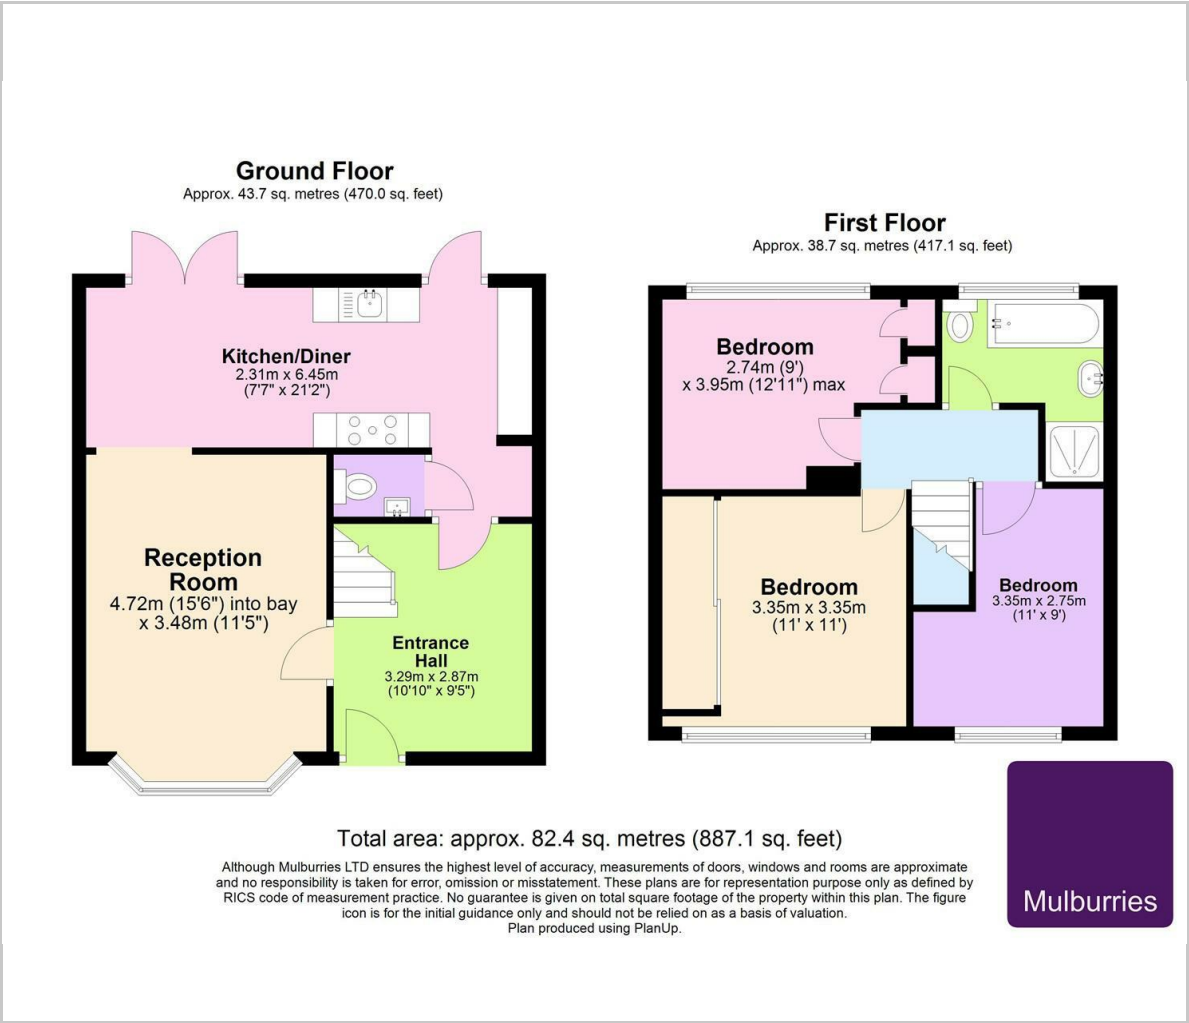 Ground Floor
Approx. 43.7 sq. metres (470.0 sq. feet)
Kitchen/Diner
2.31m x 6.45m
(7'7" x 21'2")
Reception
Room
4.72m (15'6") into bay
x 3.48m (11'5")
Entrance
Hall
3.29m x 2.87m
(10'10" x 9'5")
First Floor
Approx. 38.7 sq. metres (417.1 sq. feet)
Bedroom
2.74m (9')
x 3.95m (12'11") max
Bedroom
3.35m x 3.35m
(11' x 11')
Bedroom
3.35m x 2.75m
(11' x 9')
Total area: approx. 82.4 sq. metres (887.1 sq. feet)
Although Mulburries LTD ensures the highest level of accuracy, measurements of doors, windows and rooms are approximate
and no responsibility is taken for error, omission or misstatement. These plans are for representation purpose only as defined by
RICS code of measurement practice. No guarantee is given on total square footage of the property within this plan. The figure
icon is for the initial guidance only and should not be relied on as a basis of valuation.
Plan produced using PlanUp.
Mulburries